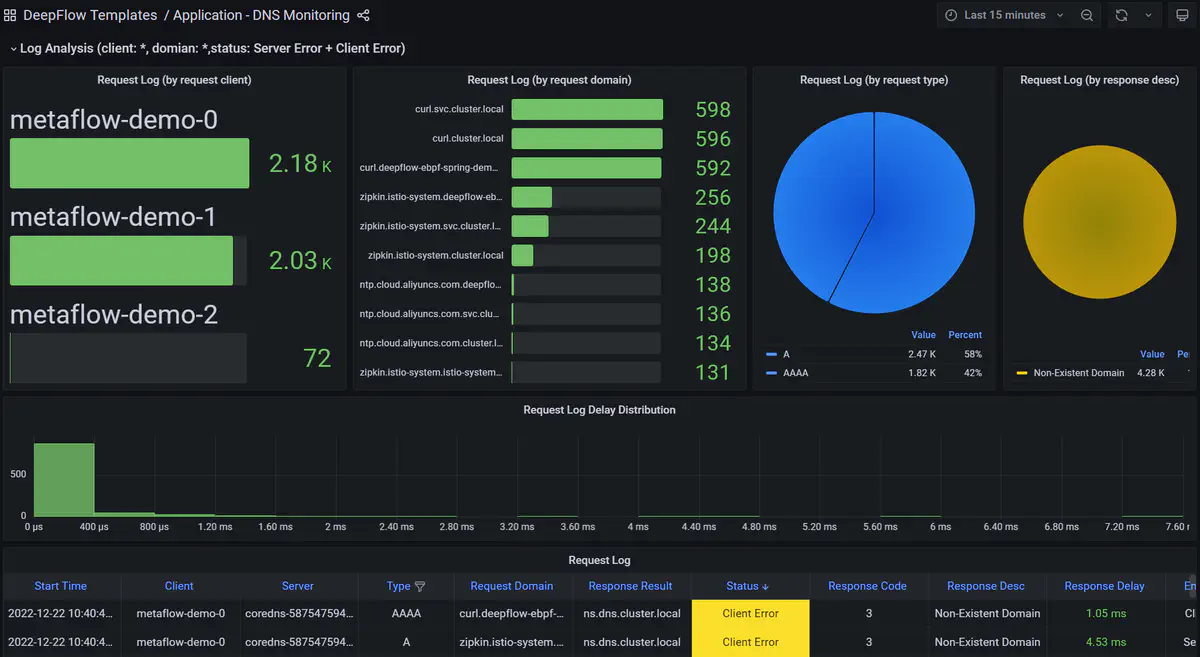 DeepFlow Templates / Application - DNS Monitoring
Last 15 minutes
Log Analysis (client: *, domian: *,status: Server Error + Client Error)
Request Log (by request client)
metaflow-demo-0
2.18 K
metaflow-demo-1
2.03 K
metaflow-demo-2
72
Request Log (by request domain)
curl.svc.cluster.local 598
curl.cluster.local 596
curl.deepflow-ebpf-spring-dem... 592
zipkin.istio-system.deepflow-eb... 256
zipkin.istio-system.svc.cluster.l... 244
zipkin.istio-system.cluster.local 198
ntp.cloud.aliyuncs.com.deepflo... 138
ntp.cloud.aliyuncs.com.svc.clu... 136
ntp.cloud.aliyuncs.com.cluster.l... 134
zipkin.istio-system.istio-system... 131
Request Log (by request type)
Value Percent
A 2.47 K 58%
AAAA 1.82 K 42%
Request Log (by response desc)
Value Pe
Non-Existent Domain 4.28 K
Request Log Delay Distribution
500
0
0 µs 400 µs 800 µs 1.20 ms 1.60 ms 2 ms 2.40 ms 2.80 ms 3.20 ms 3.60 ms 4 ms 4.40 ms 4.80 ms 5.20 ms 5.60 ms 6 ms 6.40 ms 6.80 ms 7.20 ms 7.60
Request Log
Start Time Client Server Type Request Domain Response Result Status ↓ Response Code Response Desc Response Delay
2022-12-22 10:40:4... metaflow-demo-0 coredns-587547594... AAAA curl.deepflow-ebpf-... ns.dns.cluster.local Client Error 3 Non-Existent Domain 1.05 ms Cl
2022-12-22 10:40:4... metaflow-demo-0 coredns-587547594... A zipkin.istio-system.... ns.dns.cluster.local Client Error 3 Non-Existent Domain 4.53 ms Se